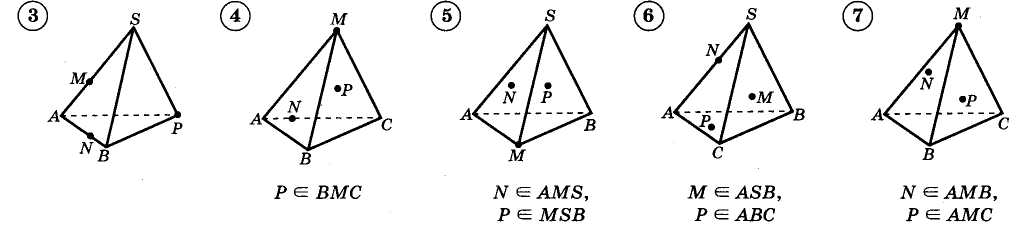 3 4 5 6 7
S M S S M
M N
N P N P M N P
A P A N C A B A P B A C
N B B M C B
P ∈ BMC N ∈ AMS, M ∈ ASB, N ∈ AMB,
P ∈ MSB P ∈ ABC P ∈ AMC